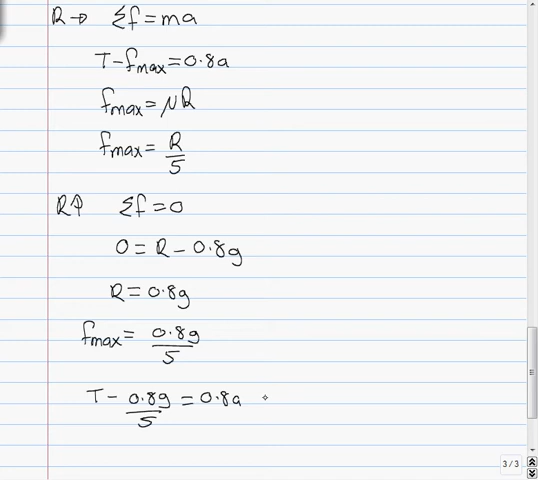 R→ Σf=ma
T-fmax=0.8a
fmax=μR
fmax=R/5
R↑ Σf=0
0=R-0.8g
R=0.8g
fmax=0.8g/5
T-0.8g/5=0.8a
3/3